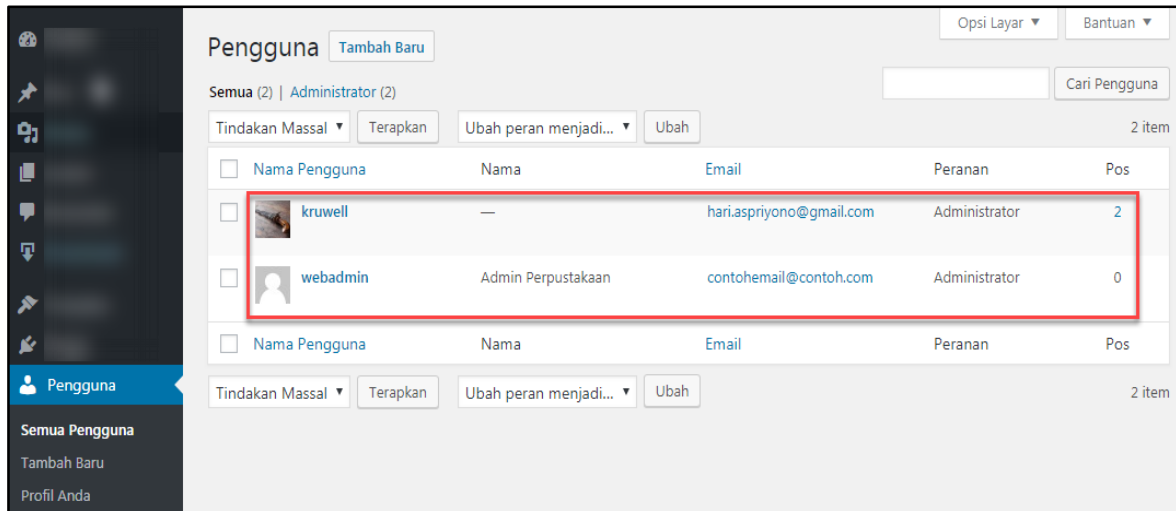 Opsi Layar ▼ Bantuan ▼
Pengguna Tambah Baru
Semua (2) | Administrator (2)
Cari Pengguna
Tindakan Massal ▼ Terapkan Ubah peran menjadi... ▼ Ubah 2 item
Nama Pengguna Nama Email Peranan Pos
kruwell — hari.aspriyono@gmail.com Administrator 2
webadmin Admin Perpustakaan contohemail@contoh.com Administrator 0
Nama Pengguna Nama Email Peranan Pos
Tindakan Massal ▼ Terapkan Ubah peran menjadi... ▼ Ubah 2 item
Pengguna
Semua Pengguna
Tambah Baru
Profil Anda